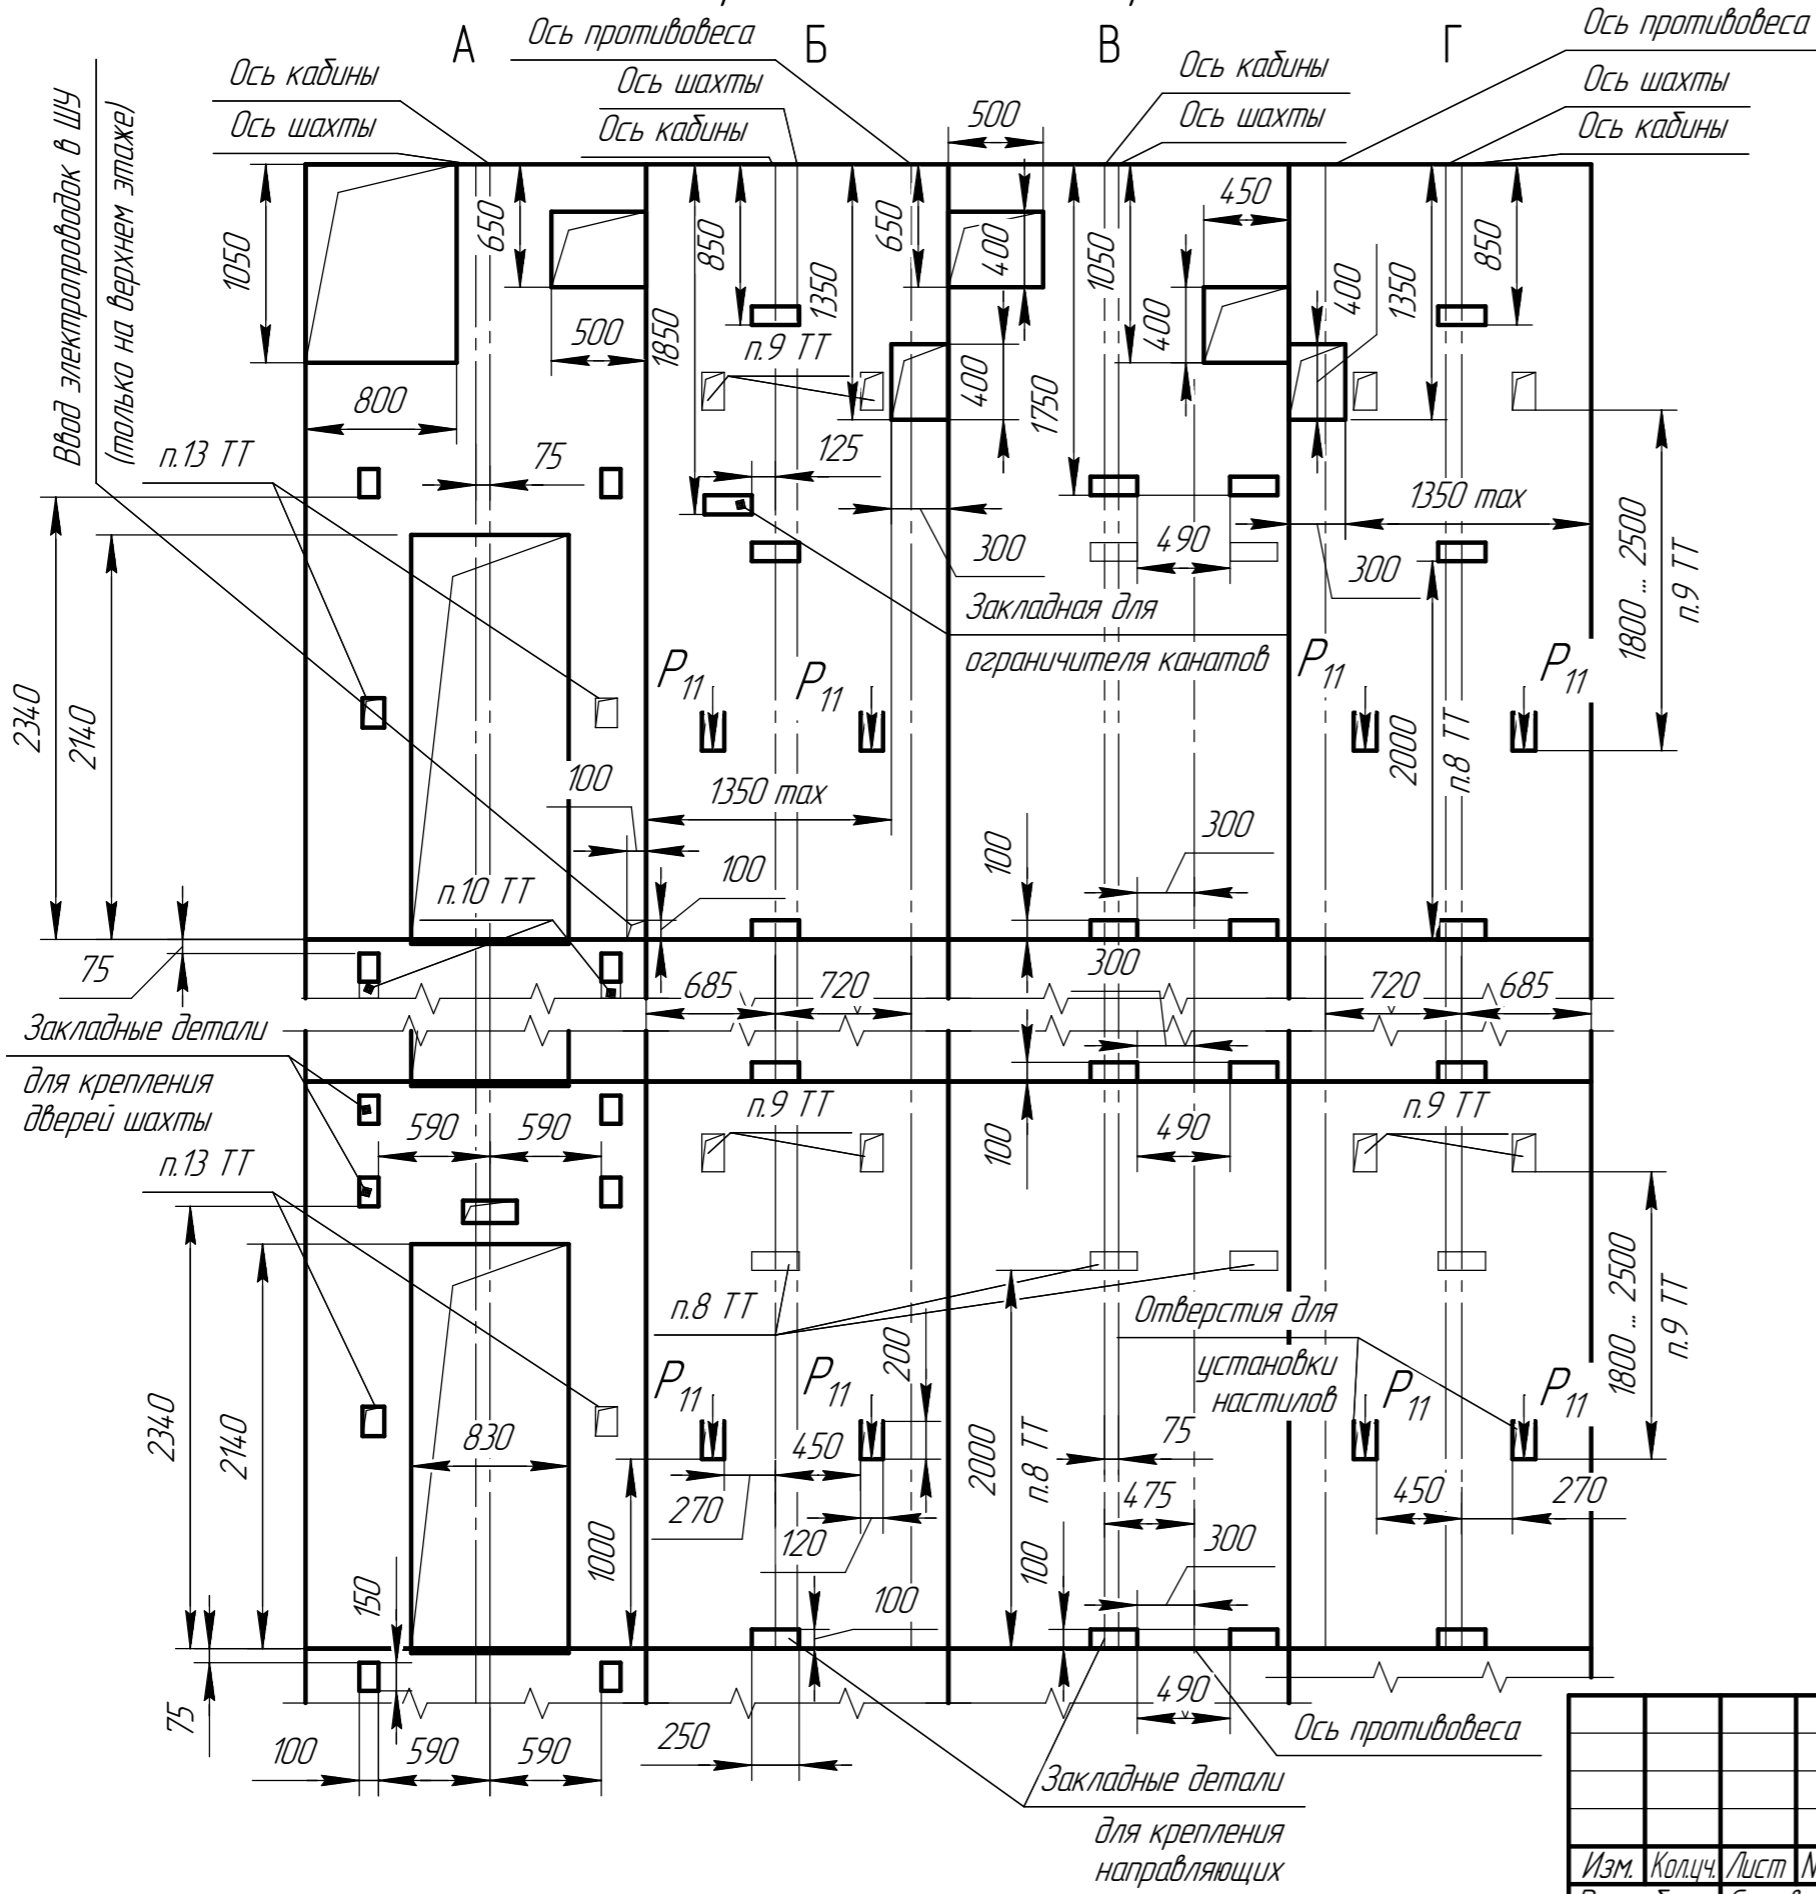 А
Ось противовеса
Б
В
Ось кабины
Г
Ось противовеса
Ось кабины
Ось шахты
Ось шахты
Ось шахты
Ось кабины
Ось шахты
Ось кабины
500
Ввод электропроводок в ШУ
(только на верхнем этаже)
1050
650
850
1350
650
400
1050
450
400
1350
850
500
1850
п.9 ТТ
400
1750
400
800
п.13 ТТ
75
125
300
490
1350 max
300
1800 ... 2500
п.9 ТТ
Закладная для
ограничителя канатов
2340
2140
P11
P11
P11
P11
2000
п.8 ТТ
100
1350 max
300
100
100
п.10 ТТ
75
685
720
300
720
685
Закладные детали
для крепления
дверей шахты
590
590
п.9 ТТ
100
490
п.9 ТТ
п.13 ТТ
п.8 ТТ
Отверстия для
установки
настилов
1800 ... 2500
п.9 ТТ
2340
2140
830
P11
P11
200
P11
P11
450
270
120
1000
2000
п.8 ТТ
75
475
300
450
270
150
100
100
75
100
590
590
250
490
Ось противовеса
Закладные детали
для крепления
направляющих
Изм.
Кол.уч.
Лист